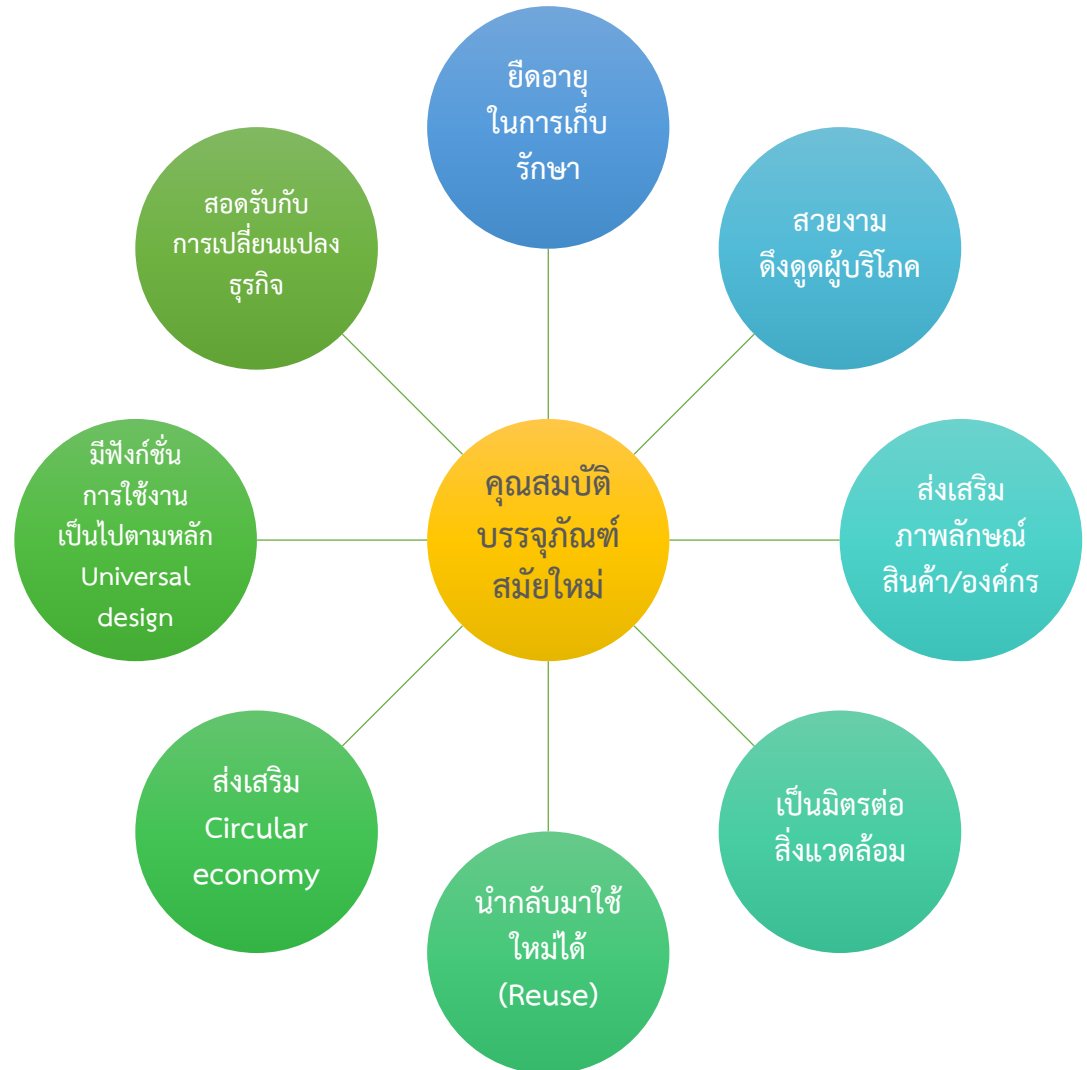 ยืดอายุ
ในการเก็บ
รักษา
สวยงาม
ดึงดูดผู้บริโภค
ส่งเสริม
ภาพลักษณ์
สินค้า/องค์กร
เป็นมิตรต่อ
สิ่งแวดล้อม
นำกลับมาใช้
ใหม่ได้
(Reuse)
ส่งเสริม
Circular
economy
มีฟังก์ชั่น
การใช้งาน
เป็นไปตามหลัก
Universal
design
สอดรับกับ
การเปลี่ยนแปลง
ธุรกิจ
คุณสมบัติ
บรรจุภัณฑ์
สมัยใหม่